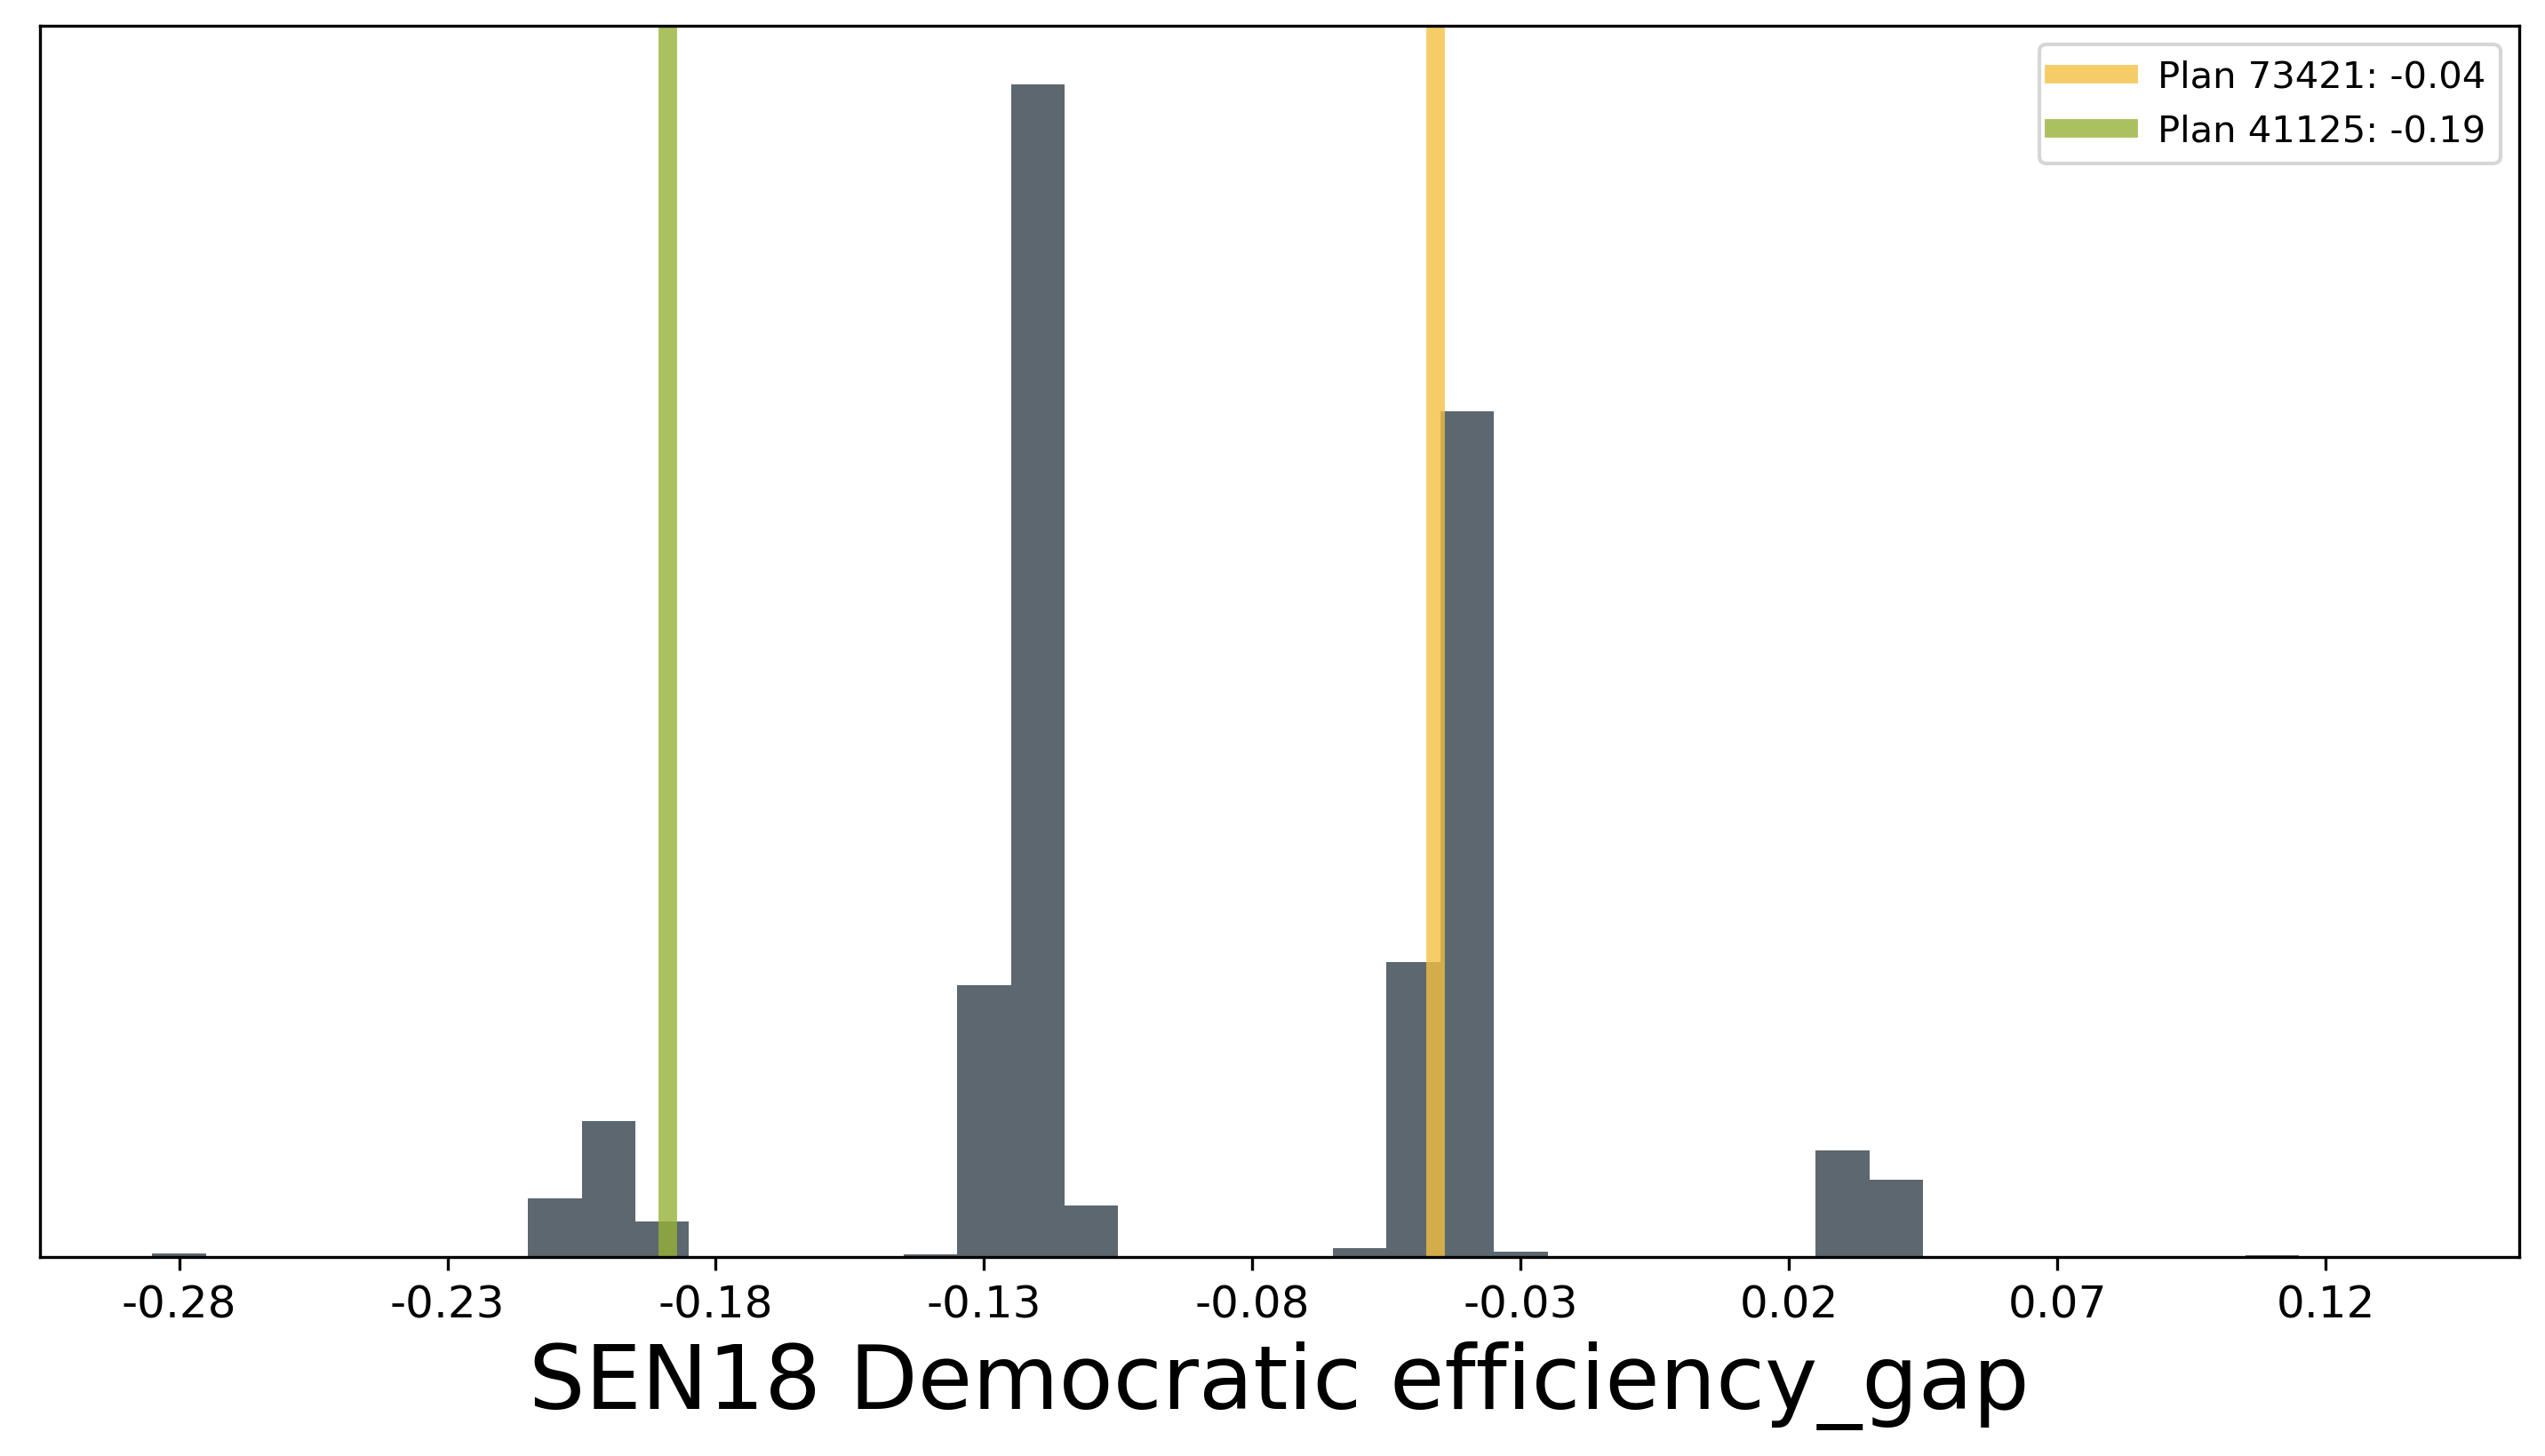 Plan 73421: -0.04
Plan 41125: -0.19
-0.28 -0.23 -0.18 -0.13 -0.08 -0.03 0.02 0.07 0.12
SEN18 Democratic efficiency_gap